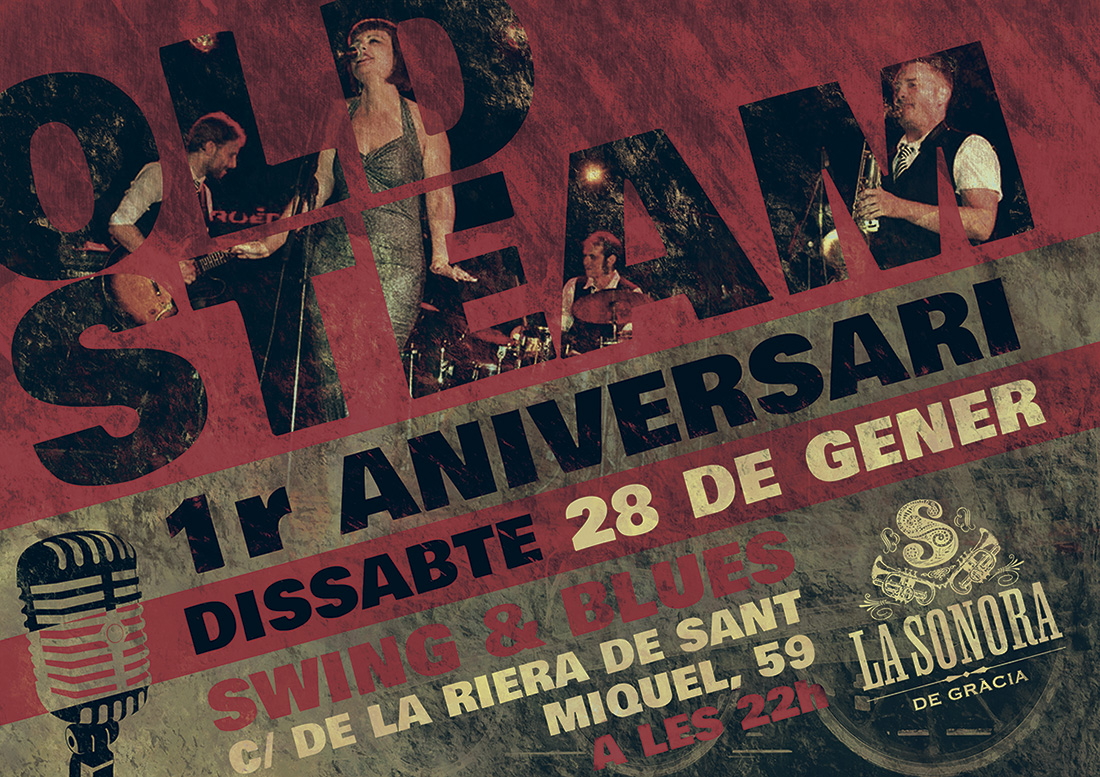 OLD
STEAM
1r ANIVERSARI
DISSABTE 28 DE GENER
SWING & BLUES
C/ DE LA RIERA DE SANT
MIQUEL, 59
A LES 22h
S
LA SONORA
DE GRÀCIA